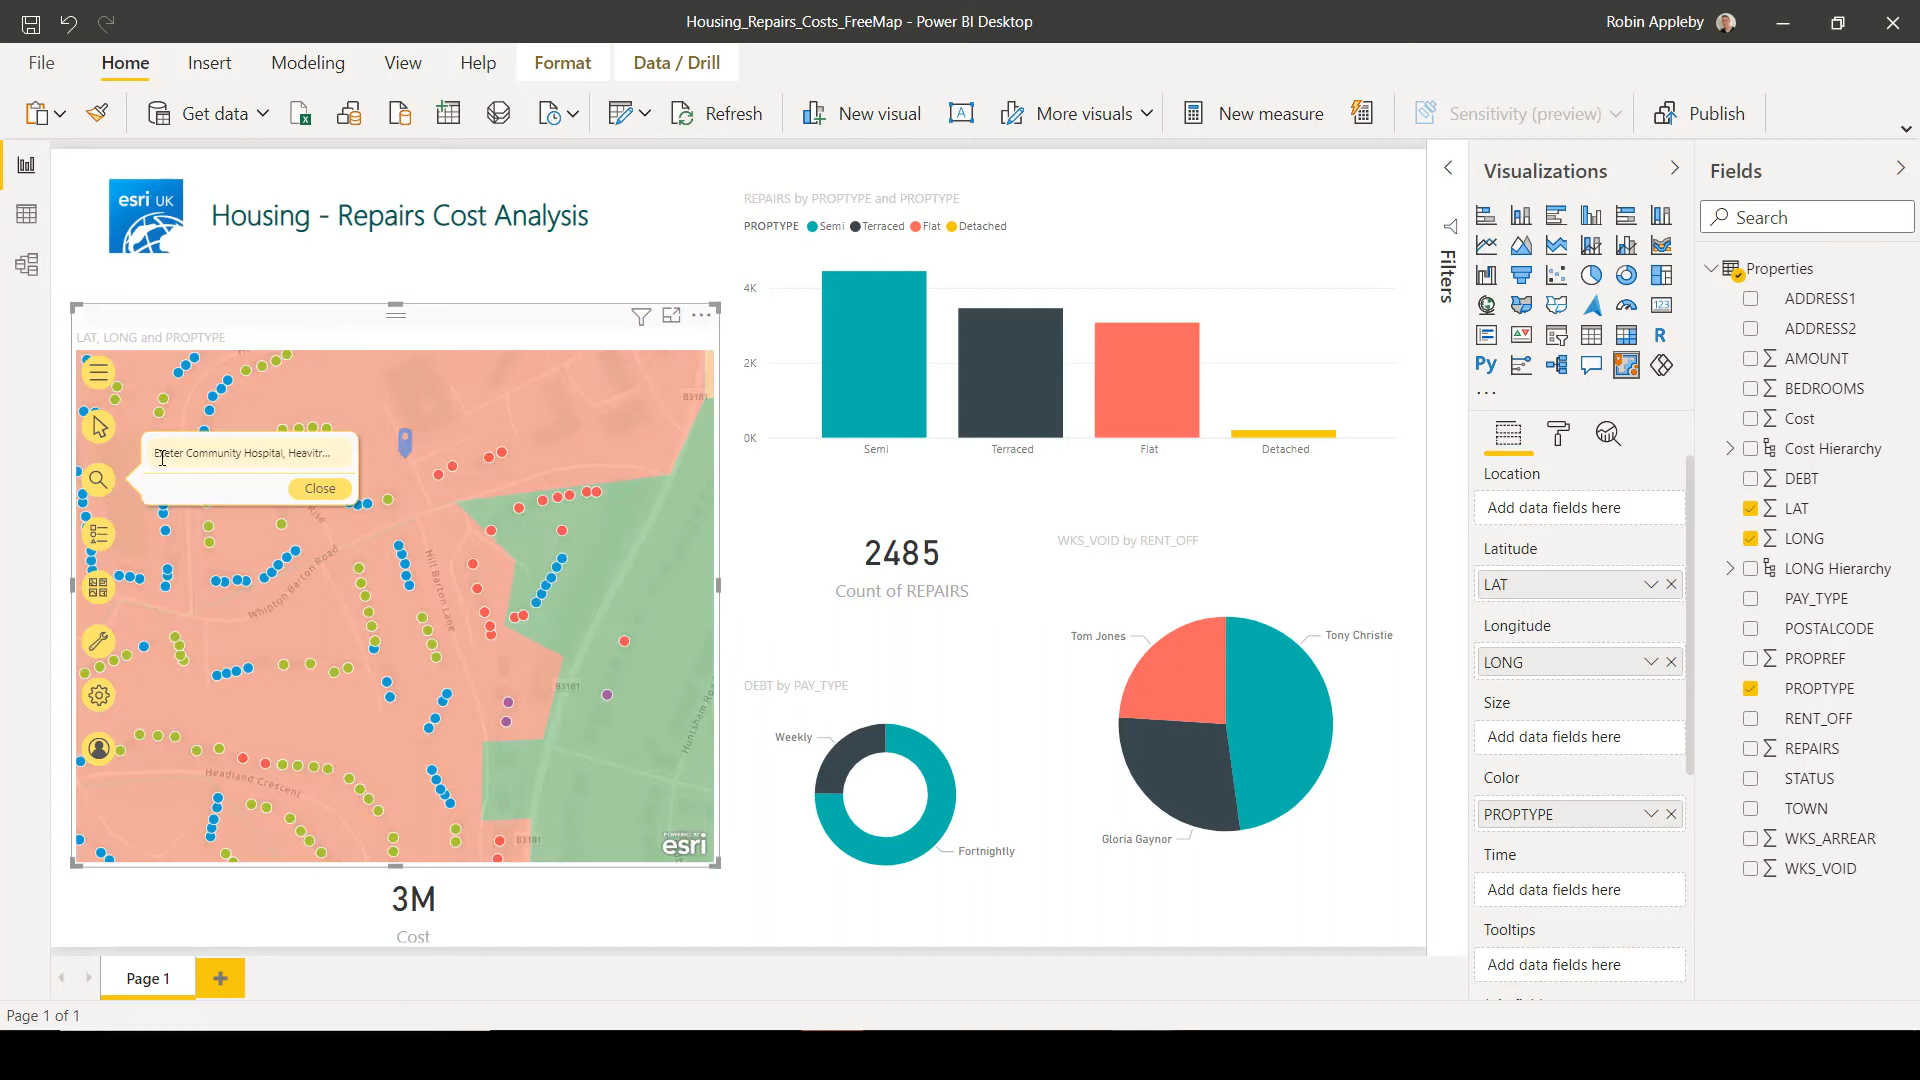 Housing_Repairs_Costs_FreeMap - Power BI Desktop
Robin Appleby
File
Home
Insert
Modeling
View
Help
Format
Data / Drill
Get data
Refresh
New visual
More visuals
New measure
Sensitivity (preview)
Publish
esri UK
Housing - Repairs Cost Analysis
LAT, LONG and PROPTYPE
Exeter Community Hospital, Heavitr...
Close
B3181
Whipton Barton Road
Hill Barton Lane
B3181
Headland Crescent
B3181
POWERED BY
esri
3M
Cost
REPAIRS by PROPTYPE and PROPTYPE
PROPTYPE Semi Terraced Flat Detached
4K
2K
0K
Semi
Terraced
Flat
Detached
2485
Count of REPAIRS
DEBT by PAY_TYPE
Weekly
Fortnightly
WKS_VOID by RENT_OFF
Tom Jones
Tony Christie
Gloria Gaynor
Filters
Visualizations
R
Py
123
Location
Add data fields here
Latitude
LAT
Longitude
LONG
Size
Add data fields here
Color
PROPTYPE
Time
Add data fields here
Tooltips
Add data fields here
Fields
Search
Properties
ADDRESS1
ADDRESS2
AMOUNT
BEDROOMS
Cost
Cost Hierarchy
DEBT
LAT
LONG
LONG Hierarchy
PAY_TYPE
POSTALCODE
PROPREF
PROPTYPE
RENT_OFF
REPAIRS
STATUS
TOWN
WKS_ARREAR
WKS_VOID
Page 1
Page 1 of 1